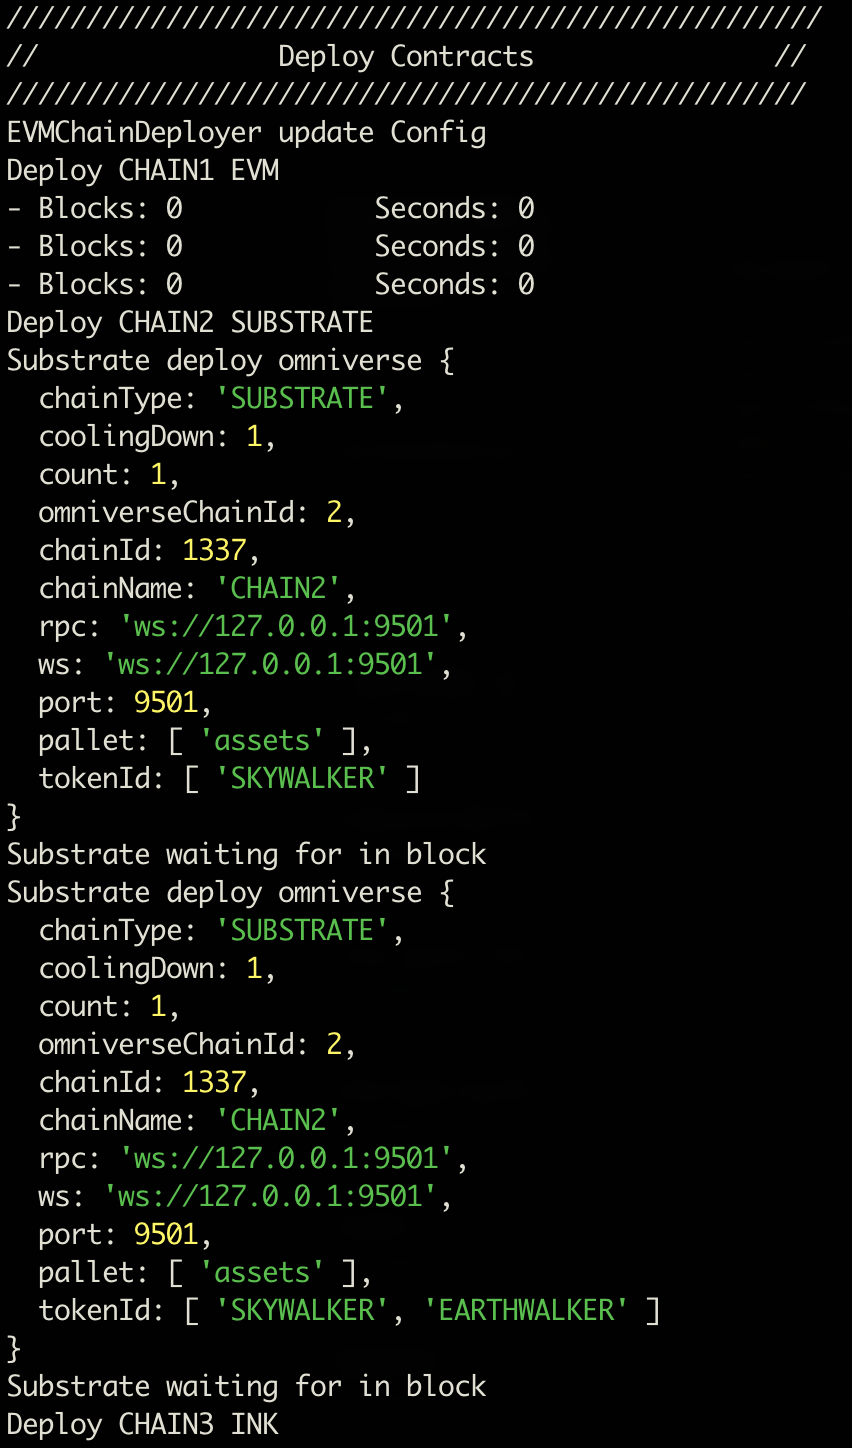 ///////////////////////////////////////////////////
//               Deploy Contracts               //
//////////////////////////////////////////////////
EVMChainDeployer update Config
Deploy CHAIN1 EVM
- Blocks: 0            Seconds: 0
- Blocks: 0            Seconds: 0
- Blocks: 0            Seconds: 0
Deploy CHAIN2 SUBSTRATE
Substrate deploy omniverse {
  chainType: 'SUBSTRATE',
  coolingDown: 1,
  count: 1,
  omniverseChainId: 2,
  chainId: 1337,
  chainName: 'CHAIN2',
  rpc: 'ws://127.0.0.1:9501',
  ws: 'ws://127.0.0.1:9501',
  port: 9501,
  pallet: [ 'assets' ],
  tokenId: [ 'SKYWALKER' ]
}
Substrate waiting for in block
Substrate deploy omniverse {
  chainType: 'SUBSTRATE',
  coolingDown: 1,
  count: 1,
  omniverseChainId: 2,
  chainId: 1337,
  chainName: 'CHAIN2',
  rpc: 'ws://127.0.0.1:9501',
  ws: 'ws://127.0.0.1:9501',
  port: 9501,
  pallet: [ 'assets' ],
  tokenId: [ 'SKYWALKER', 'EARTHWALKER' ]
}
Substrate waiting for in block
Deploy CHAIN3 INK